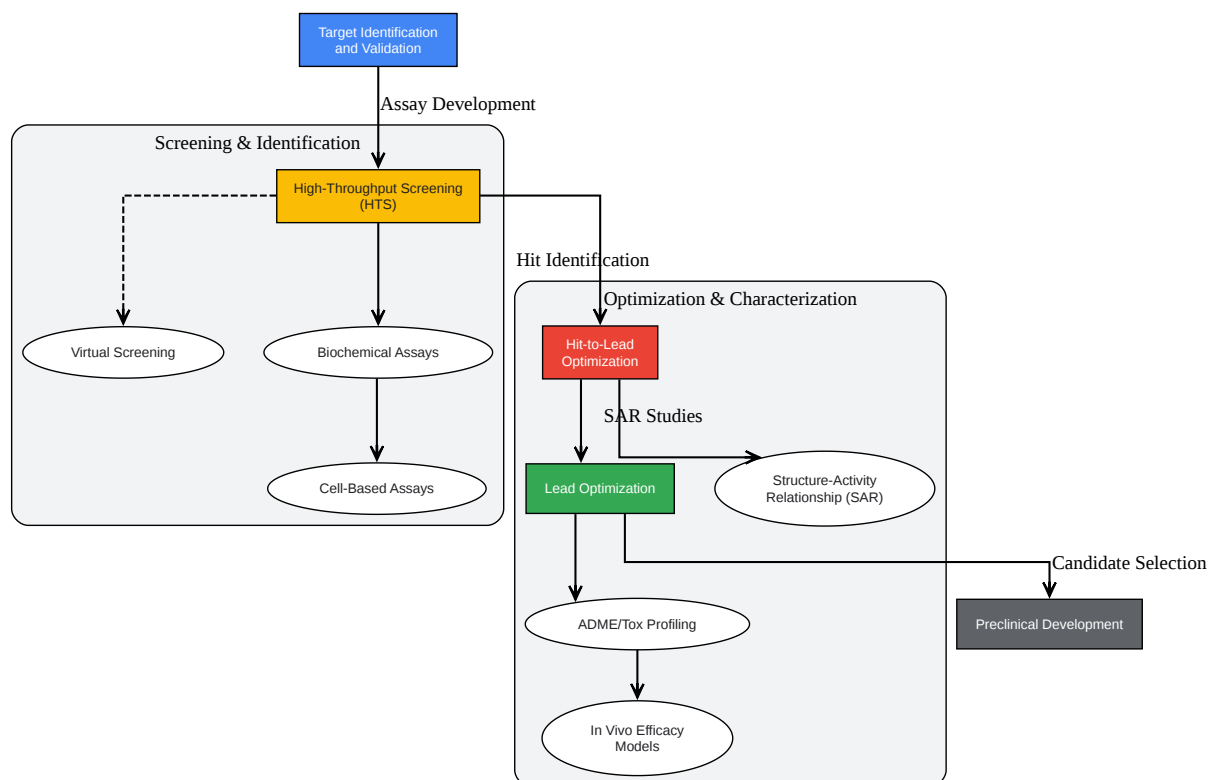 Target Identification
and Validation
Assay Development
Screening & Identification
High-Throughput Screening
(HTS)
Hit Identification
Optimization & Characterization
Virtual Screening
Biochemical Assays
Hit-to-Lead
Optimization
SAR Studies
Cell-Based Assays
Lead Optimization
Structure-Activity
Relationship (SAR)
Candidate Selection
ADME/Tox Profiling
Preclinical Development
In Vivo Efficacy
Models